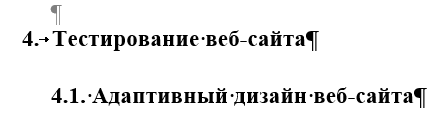 4. Тестирование веб-сайта
4.1. Адаптивный дизайн веб-сайта